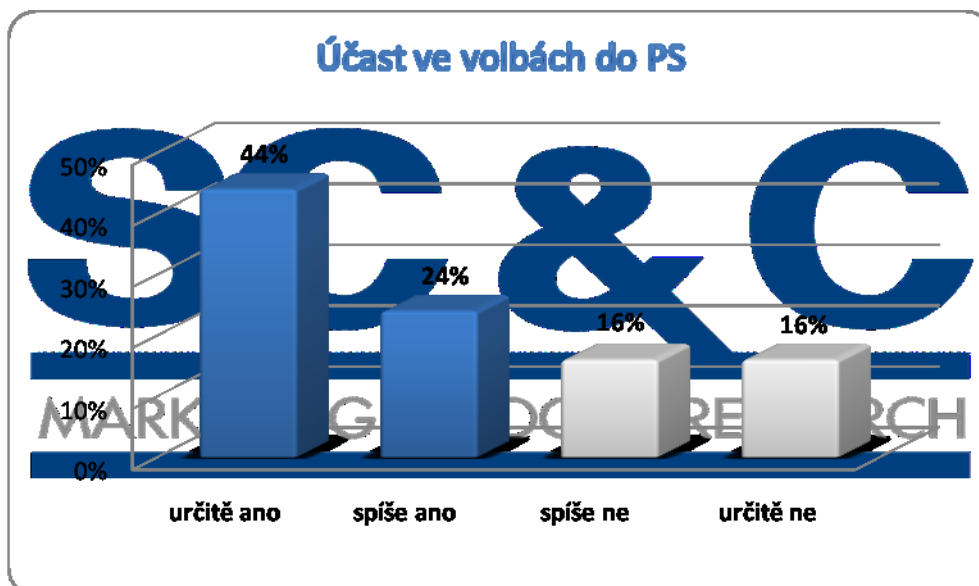 Účast ve volbách do PS
SC&C
50%
40%
30%
20%
10%
0%
44%
24%
16%
16%
určitě ano
spíše ano
spíše ne
určitě ne